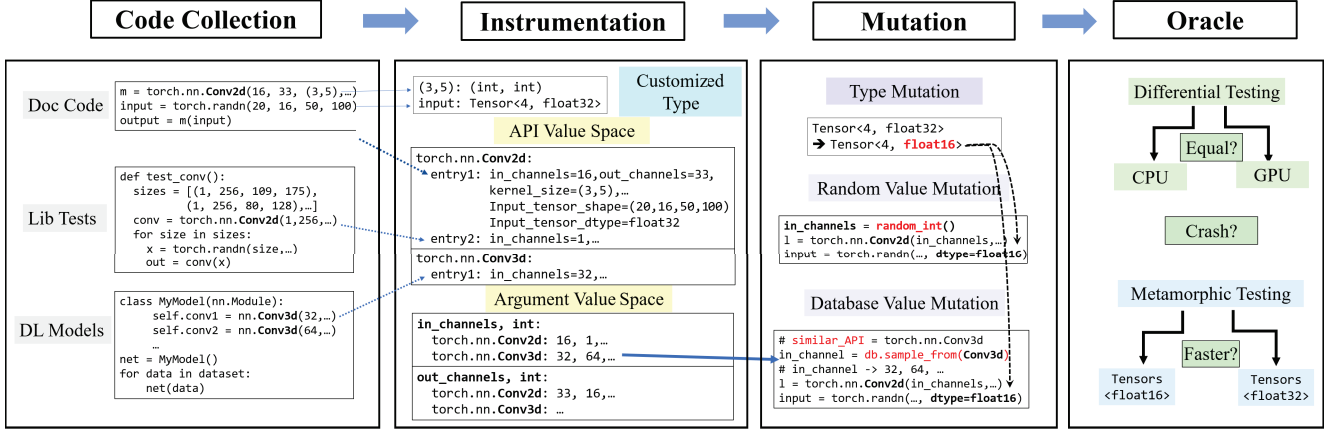 Code Collection
Instrumentation
Mutation
Oracle
Doc Code
m = torch.nn.Conv2d(16, 33, (3,5),…
input = torch.randn(20, 16, 50, 100)
output = m(input)
Lib Tests
def test_conv():
sizes = [(1, 256, 109, 175),
(1, 256, 80, 128),…]
conv = torch.nn.Conv2d(1,256,…)
for size in sizes:
x = torch.randn(size,…)
out = conv(x)
DL Models
class MyModel(nn.Module):
self.conv1 = nn.Conv3d(32,…)
self.conv2 = nn.Conv3d(64,…)
…
net = MyModel()
for data in dataset:
net(data)
(3,5): (int, int)
input: Tensor<4, float32>
Customized
Type
API Value Space
torch.nn.Conv2d:
entry1: in_channels=16,out_channels=33,
kernel_size=(3,5),…
Input_tensor_shape=(20,16,50,100)
Input_tensor_dtype=float32
entry2: in_channels=1,…
torch.nn.Conv3d:
entry1: in_channels=32,…
Argument Value Space
in_channels, int:
torch.nn.Conv2d: 16, 1,…
torch.nn.Conv3d: 32, 64,…
out_channels, int:
torch.nn.Conv2d: 33, 16,…
torch.nn.Conv3d: …
Type Mutation
Tensor<4, float32>
➔ Tensor<4, float16>
Random Value Mutation
in_channels = random_int()
l = torch.nn.Conv2d(in_channels,…)
input = torch.randn(…, dtype=float16)
Database Value Mutation
# similar_API = torch.nn.Conv3d
in_channel = db.sample_from(Conv3d)
# in_channel -> 32, 64, …
l = torch.nn.Conv2d(in_channels,…)
input = torch.randn(…, dtype=float16)
Differential Testing
Equal?
CPU
GPU
Crash?
Metamorphic Testing
Faster?
Tensors
<float16>
Tensors
<float32>